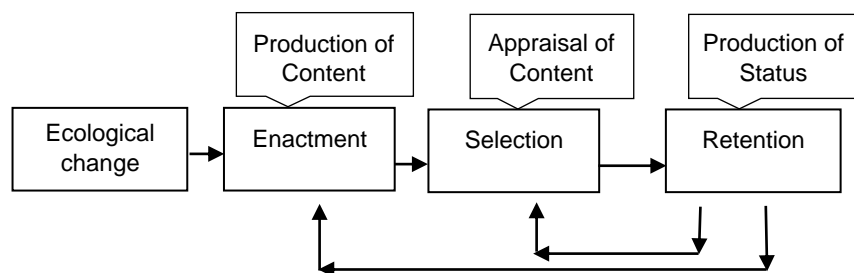 Production of
Content
Appraisal of
Content
Production of
Status
Ecological
change
Enactment
Selection
Retention